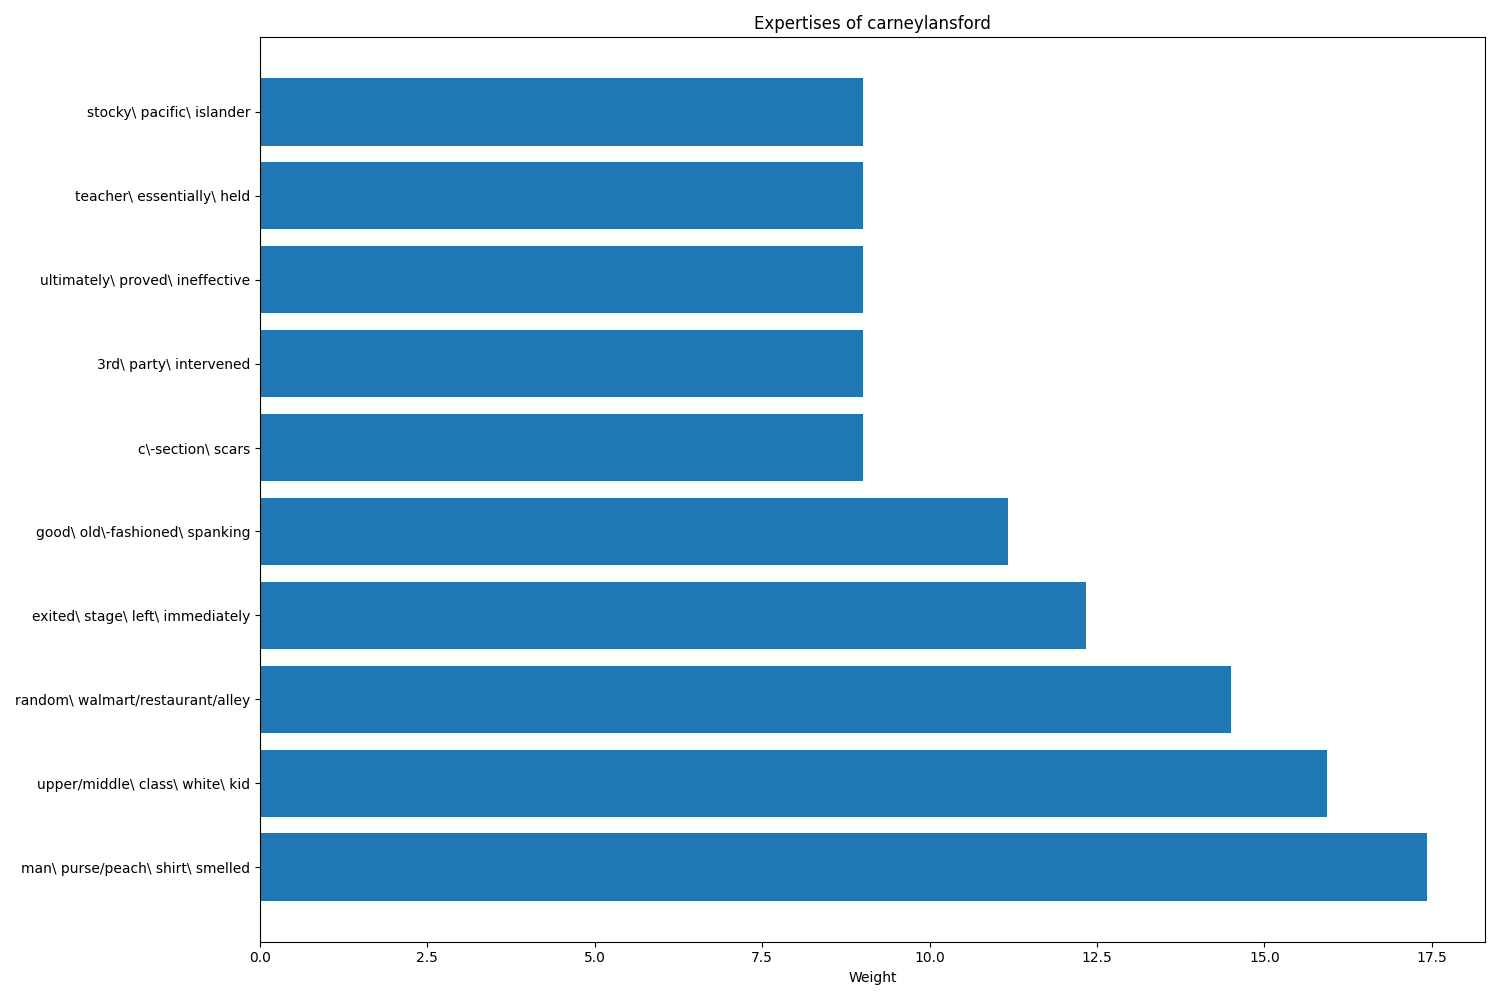 Expertises of carneylansford
stocky\ pacific\ islander
teacher\ essentially\ held
ultimately\ proved\ ineffective
3rd\ party\ intervened
c\-section\ scars
good\ old\-fashioned\ spanking
exited\ stage\ left\ immediately
random\ walmart/restaurant/alley
upper/middle\ class\ white\ kid
man\ purse/peach\ shirt\ smelled
0.0 2.5 5.0 7.5 10.0 12.5 15.0 17.5
Weight